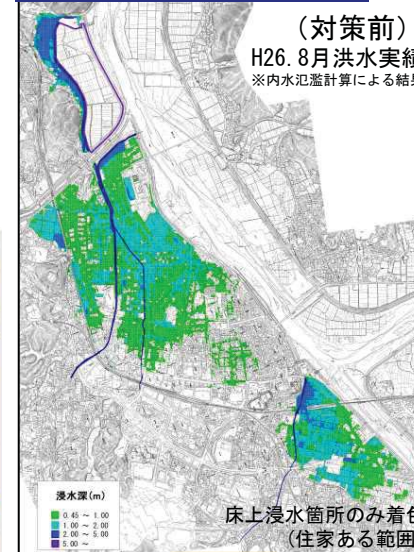 （対策前）
H26.8月洪水実績
※内水氾濫計算による結果
浸水深(m)
0.45 ～ 1.00
1.00 ～ 2.00
2.00 ～ 5.00
5.00 ～
床上浸水箇所のみ着色
（住家ある範囲